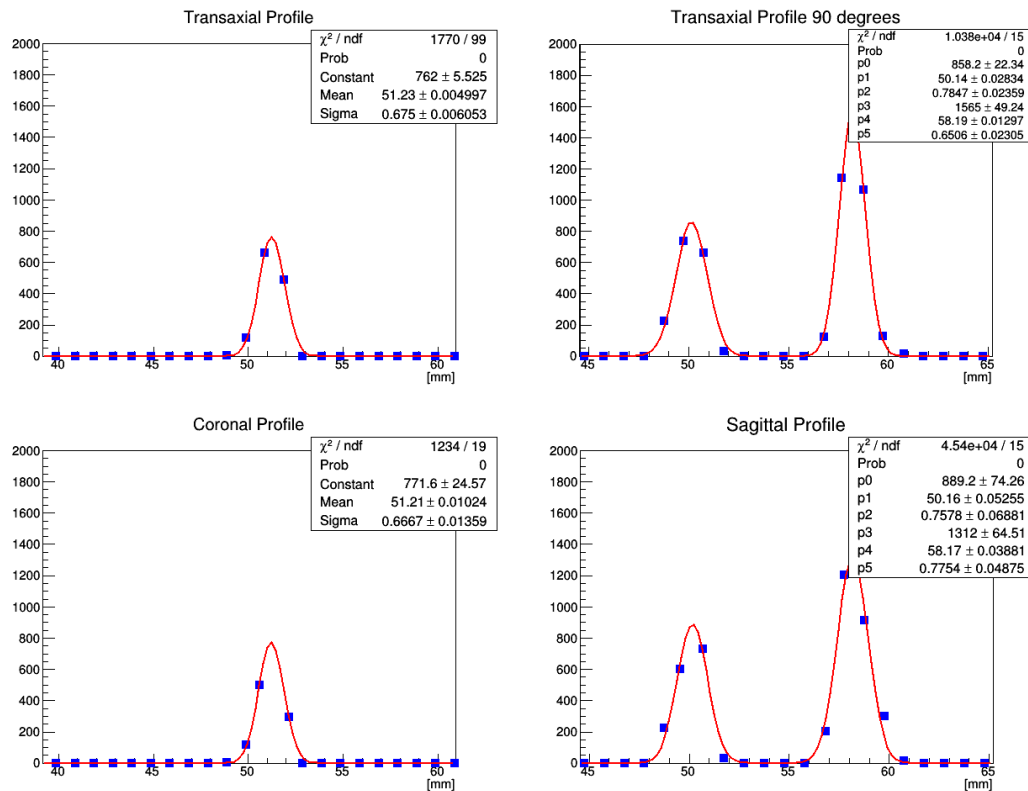 Transaxial Profile
χ² / ndf 1770 / 99
Prob 0
Constant 762 ± 5.525
Mean 51.23 ± 0.004997
Sigma 0.675 ± 0.006053
2000
1800
1600
1400
1200
1000
800
600
400
200
0
40 45 50 55 60
[mm]
Transaxial Profile 90 degrees
χ² / ndf 1.038e+04 / 15
Prob 0
p0 858.2 ± 22.34
p1 50.14 ± 0.02834
p2 0.7847 ± 0.02359
p3 1565 ± 49.24
p4 58.19 ± 0.01297
p5 0.6506 ± 0.02305
2000
1800
1600
1400
1200
1000
800
600
400
200
0
45 50 55 60 65
[mm]
Coronal Profile
χ² / ndf 1234 / 19
Prob 0
Constant 771.6 ± 24.57
Mean 51.21 ± 0.01024
Sigma 0.6667 ± 0.01359
2000
1800
1600
1400
1200
1000
800
600
400
200
0
40 45 50 55 60
[mm]
Sagittal Profile
χ² / ndf 4.54e+04 / 15
Prob 0
p0 889.2 ± 74.26
p1 50.16 ± 0.05255
p2 0.7578 ± 0.06881
p3 1312 ± 64.51
p4 58.17 ± 0.03881
p5 0.7754 ± 0.04875
2000
1800
1600
1400
1200
1000
800
600
400
200
0
45 50 55 60 65
[mm]